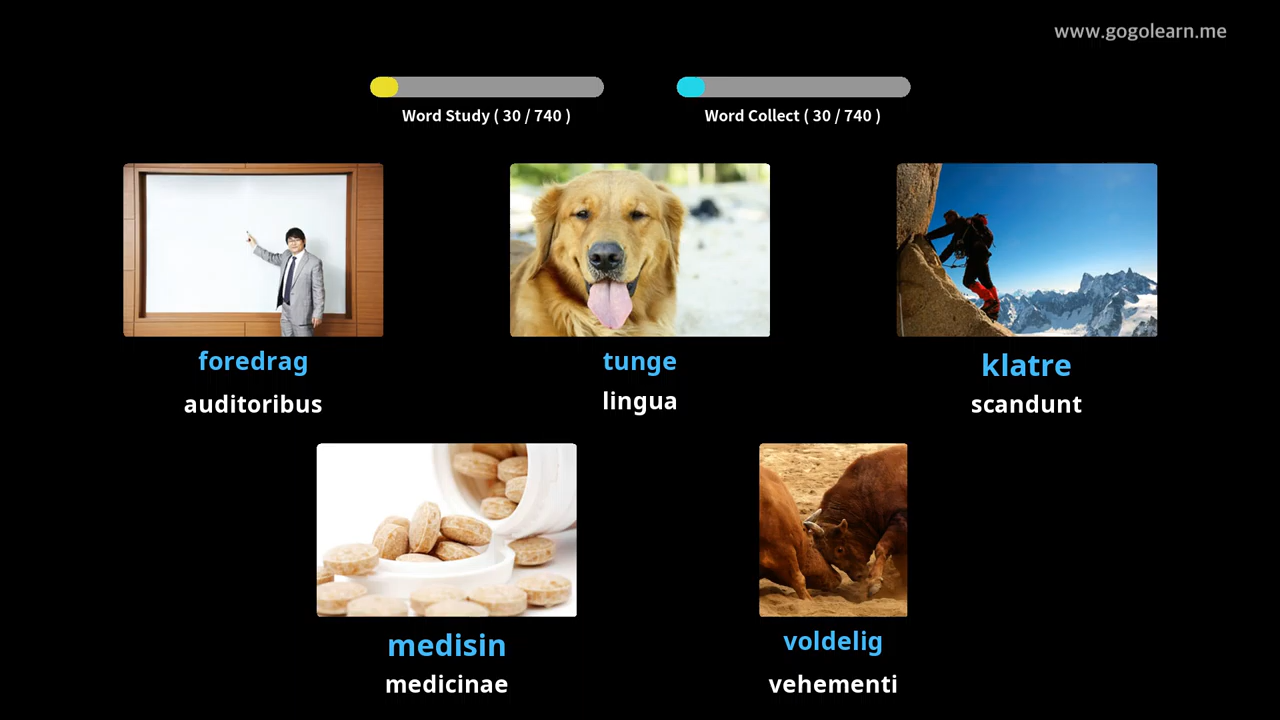 www.gogolearn.me
Word Study ( 30 / 740 )
Word Collect ( 30 / 740 )
foredrag
auditoribus
tunge
lingua
klatre
scandunt
medisin
medicinae
voldelig
vehementi